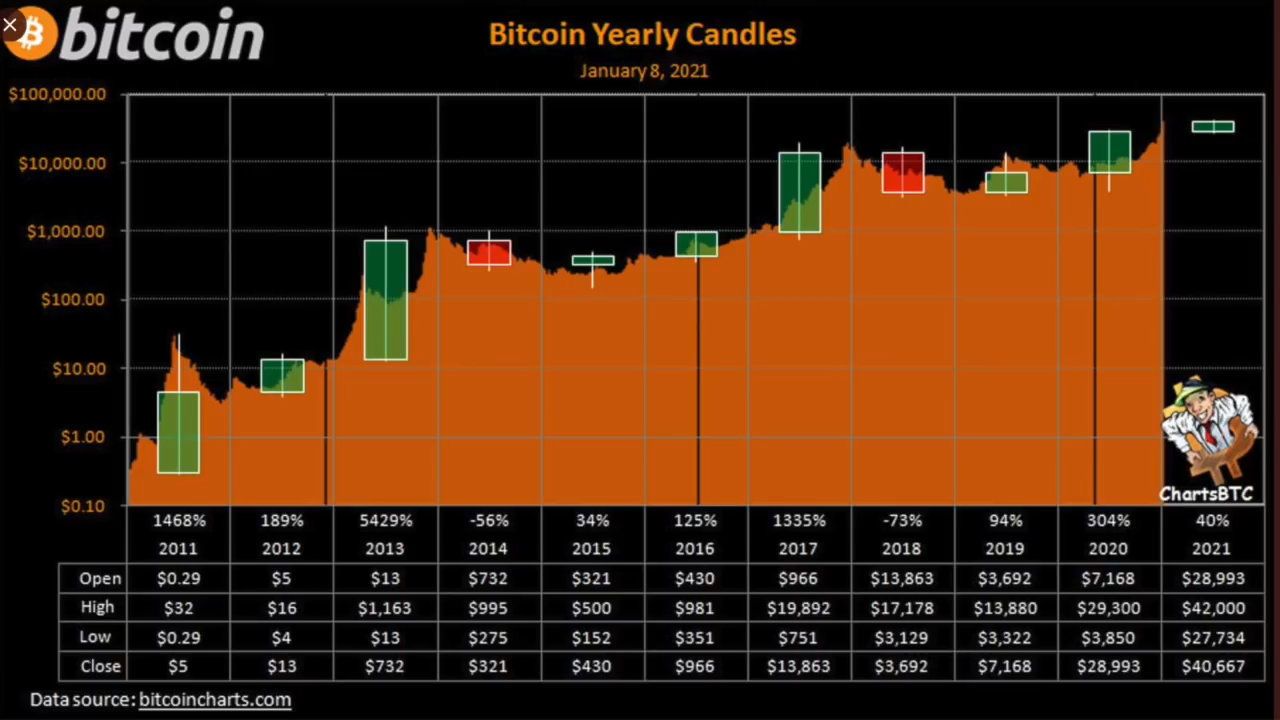 bitcoin
Bitcoin Yearly Candles
January 8, 2021
$100,000.00
$10,000.00
$1,000.00
$100.00
$10.00
$1.00
$0.10
ChartsBTC
1468% 189% 5429% -56% 34% 125% 1335% -73% 94% 304% 40%
2011 2012 2013 2014 2015 2016 2017 2018 2019 2020 2021
Open $0.29 $5 $13 $732 $321 $430 $966 $13,863 $3,692 $7,168 $28,993
High $32 $16 $1,163 $995 $500 $981 $19,892 $17,178 $13,880 $29,300 $42,000
Low $0.29 $4 $13 $275 $152 $351 $751 $3,129 $3,322 $3,850 $27,734
Close $5 $13 $732 $321 $430 $966 $13,863 $3,692 $7,168 $28,993 $40,667
Data source: bitcoincharts.com